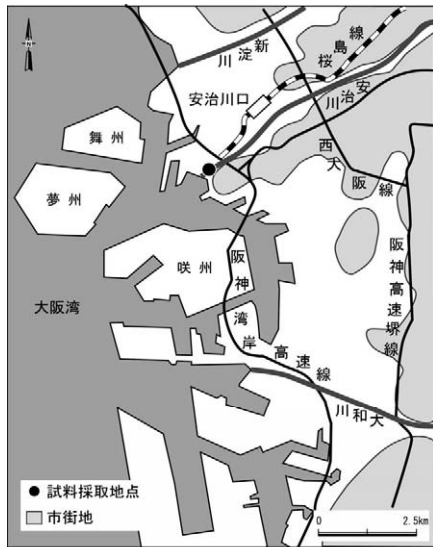 N
新淀川
桜島線
安治川口
安治川
舞州
夢州
西大阪線
咲州
阪神高速堺線
大阪湾
阪神湾岸高速線
大和川
試料採取地点
市街地
0 2.5km